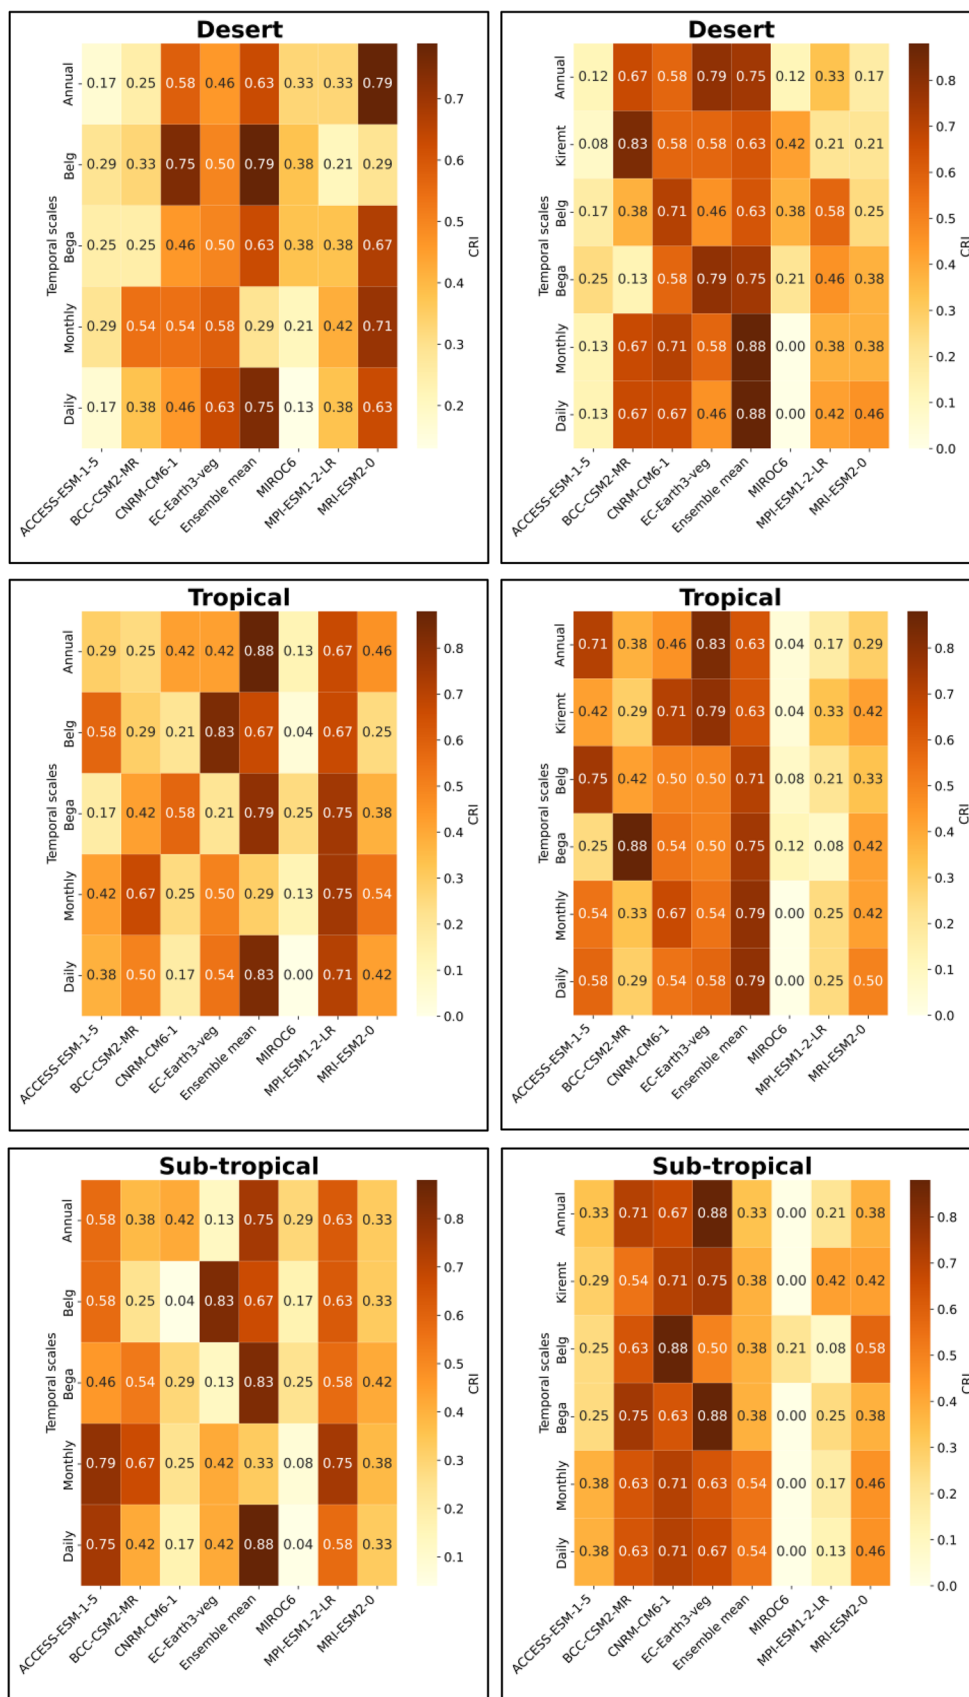 Desert
Annual 0.17 0.25 0.58 0.46 0.63 0.33 0.33 0.79
Belg 0.29 0.33 0.75 0.50 0.79 0.38 0.21 0.29
Bega 0.25 0.25 0.46 0.50 0.63 0.38 0.38 0.67
Monthly 0.29 0.54 0.54 0.58 0.29 0.21 0.42 0.71
Daily 0.17 0.38 0.46 0.63 0.75 0.13 0.38 0.63
Temporal scales
ACCESS-ESM-1-5
BCC-CSM2-MR
CNRM-CM6-1
EC-Earth3-veg
Ensemble mean
MIROC6
MPI-ESM1-2-LR
MRI-ESM2-0
0.7
0.6
0.5
0.4
0.3
0.2
CRI
Desert
Annual 0.12 0.67 0.58 0.79 0.75 0.12 0.33 0.17
Kiremt 0.08 0.83 0.58 0.58 0.63 0.42 0.21 0.21
Belg 0.17 0.38 0.71 0.46 0.63 0.38 0.58 0.25
Bega 0.25 0.13 0.58 0.79 0.75 0.21 0.46 0.38
Monthly 0.13 0.67 0.71 0.58 0.88 0.00 0.38 0.38
Daily 0.13 0.67 0.67 0.46 0.88 0.00 0.42 0.46
Temporal scales
ACCESS-ESM-1-5
BCC-CSM2-MR
CNRM-CM6-1
EC-Earth3-veg
Ensemble mean
MIROC6
MPI-ESM1-2-LR
MRI-ESM2-0
0.8
0.7
0.6
0.5
0.4
0.3
0.2
0.1
0.0
CRI
Tropical
Annual 0.29 0.25 0.42 0.42 0.88 0.13 0.67 0.46
Belg 0.58 0.29 0.21 0.83 0.67 0.04 0.67 0.25
Bega 0.17 0.42 0.58 0.21 0.79 0.25 0.75 0.38
Monthly 0.42 0.67 0.25 0.50 0.29 0.13 0.75 0.54
Daily 0.38 0.50 0.17 0.54 0.83 0.00 0.71 0.42
Temporal scales
ACCESS-ESM-1-5
BCC-CSM2-MR
CNRM-CM6-1
EC-Earth3-veg
Ensemble mean
MIROC6
MPI-ESM1-2-LR
MRI-ESM2-0
0.8
0.7
0.6
0.5
0.4
0.3
0.2
0.1
0.0
CRI
Tropical
Annual 0.71 0.38 0.46 0.83 0.63 0.04 0.17 0.29
Kiremt 0.42 0.29 0.71 0.79 0.63 0.04 0.33 0.42
Belg 0.75 0.42 0.50 0.50 0.71 0.08 0.21 0.33
Bega 0.25 0.88 0.54 0.50 0.75 0.12 0.08 0.42
Monthly 0.54 0.33 0.67 0.54 0.79 0.00 0.25 0.42
Daily 0.58 0.29 0.54 0.58 0.79 0.00 0.25 0.50
Temporal scales
ACCESS-ESM-1-5
BCC-CSM2-MR
CNRM-CM6-1
EC-Earth3-veg
Ensemble mean
MIROC6
MPI-ESM1-2-LR
MRI-ESM2-0
0.8
0.7
0.6
0.5
0.4
0.3
0.2
0.1
0.0
CRI
Sub-tropical
Annual 0.58 0.38 0.42 0.13 0.75 0.29 0.63 0.33
Belg 0.58 0.25 0.04 0.83 0.67 0.17 0.63 0.33
Bega 0.46 0.54 0.29 0.13 0.83 0.25 0.58 0.42
Monthly 0.79 0.67 0.25 0.42 0.33 0.08 0.75 0.38
Daily 0.75 0.42 0.17 0.42 0.88 0.04 0.58 0.33
Temporal scales
ACCESS-ESM-1-5
BCC-CSM2-MR
CNRM-CM6-1
EC-Earth3-veg
Ensemble mean
MIROC6
MPI-ESM1-2-LR
MRI-ESM2-0
0.8
0.7
0.6
0.5
0.4
0.3
0.2
0.1
CRI
Sub-tropical
Annual 0.33 0.71 0.67 0.88 0.33 0.00 0.21 0.38
Kiremt 0.29 0.54 0.71 0.75 0.38 0.00 0.42 0.42
Belg 0.25 0.63 0.88 0.50 0.38 0.21 0.08 0.58
Bega 0.25 0.75 0.63 0.88 0.38 0.00 0.25 0.38
Monthly 0.38 0.63 0.71 0.63 0.54 0.00 0.17 0.46
Daily 0.38 0.63 0.71 0.67 0.54 0.00 0.13 0.46
Temporal scales
ACCESS-ESM-1-5
BCC-CSM2-MR
CNRM-CM6-1
EC-Earth3-veg
Ensemble mean
MIROC6
MPI-ESM1-2-LR
MRI-ESM2-0
0.8
0.7
0.6
0.5
0.4
0.3
0.2
0.1
0.0
CRI